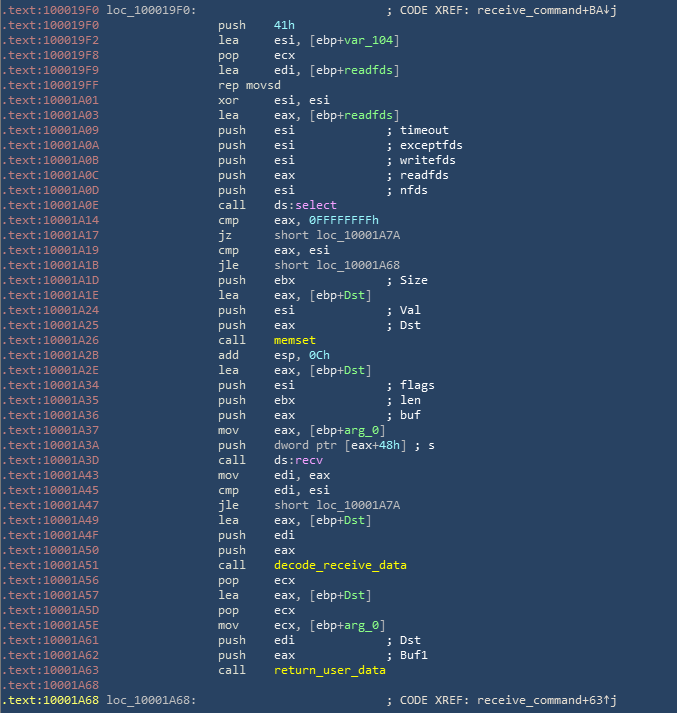 .text:100019F0 loc_100019F0: ; CODE XREF: receive_command+BA↓j
.text:100019F0 push 41h
.text:100019F2 lea esi, [ebp+var_104]
.text:100019F8 pop ecx
.text:100019F9 lea edi, [ebp+readfds]
.text:100019FF rep movsd
.text:10001A01 xor esi, esi
.text:10001A03 lea eax, [ebp+readfds]
.text:10001A09 push esi ; timeout
.text:10001A0A push esi ; exceptfds
.text:10001A0B push esi ; writefds
.text:10001A0C push eax ; readfds
.text:10001A0D push esi ; nfds
.text:10001A0E call ds:select
.text:10001A14 cmp eax, 0FFFFFFFFh
.text:10001A17 jz short loc_10001A7A
.text:10001A19 cmp eax, esi
.text:10001A1B jle short loc_10001A68
.text:10001A1D push ebx ; Size
.text:10001A1E lea eax, [ebp+Dst]
.text:10001A24 push esi ; Val
.text:10001A25 push eax ; Dst
.text:10001A26 call memset
.text:10001A2B add esp, 0Ch
.text:10001A2E lea eax, [ebp+Dst]
.text:10001A34 push esi ; flags
.text:10001A35 push ebx ; len
.text:10001A36 push eax ; buf
.text:10001A37 mov eax, [ebp+arg_0]
.text:10001A3A push dword ptr [eax+48h] ; s
.text:10001A3D call ds:recv
.text:10001A43 mov edi, eax
.text:10001A45 cmp edi, esi
.text:10001A47 jle short loc_10001A7A
.text:10001A49 lea eax, [ebp+Dst]
.text:10001A4F push edi
.text:10001A50 push eax
.text:10001A51 call decode_receive_data
.text:10001A56 pop ecx
.text:10001A57 lea eax, [ebp+Dst]
.text:10001A5D pop ecx
.text:10001A5E mov ecx, [ebp+arg_0]
.text:10001A61 push edi ; Dst
.text:10001A62 push eax ; Buf1
.text:10001A63 call return_user_data
.text:10001A68
.text:10001A68 loc_10001A68: ; CODE XREF: receive_command+63↑j